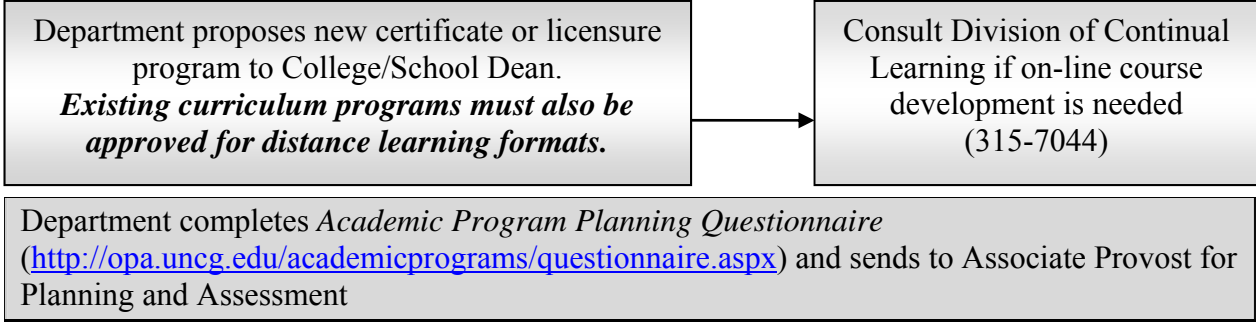 Department proposes new certificate or licensure
program to College/School Dean.
Existing curriculum programs must also be
approved for distance learning formats.
Consult Division of Continual
Learning if on-line course
development is needed
(315-7044)
Department completes Academic Program Planning Questionnaire
(http://opa.uncg.edu/academicprograms/questionnaire.aspx) and sends to Associate Provost for
Planning and Assessment